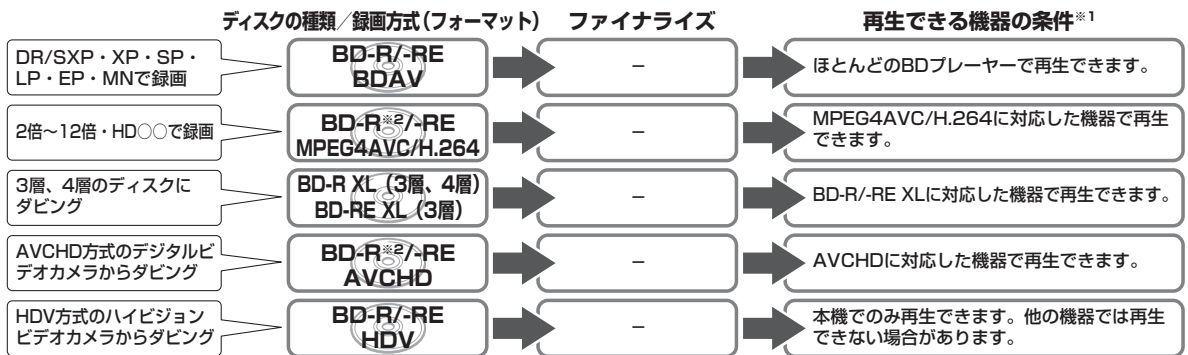 ディスクの種類／録画方式（フォーマット） ファイナライズ 再生できる機器の条件※1
DR/SXP・XP・SP・
LP・EP・MNで録画
BD-R/-RE
BDAV
－
ほとんどのBDプレーヤーで再生できます。
2倍～12倍・HD○○で録画
BD-R※2/-RE
MPEG4AVC/H.264
－
MPEG4AVC/H.264に対応した機器で再生
できます。
3層、4層のディスクに
ダビング
BD-R XL（3層、4層）
BD-RE XL（3層）
－
BD-R/-RE XLに対応した機器で再生できます。
AVCHD方式のデジタルビ
デオカメラからダビング
BD-R※2/-RE
AVCHD
－
AVCHDに対応した機器で再生できます。
HDV方式のハイビジョン
ビデオカメラからダビング
BD-R/-RE
HDV
－
本機でのみ再生できます。他の機器では再生
できない場合があります。